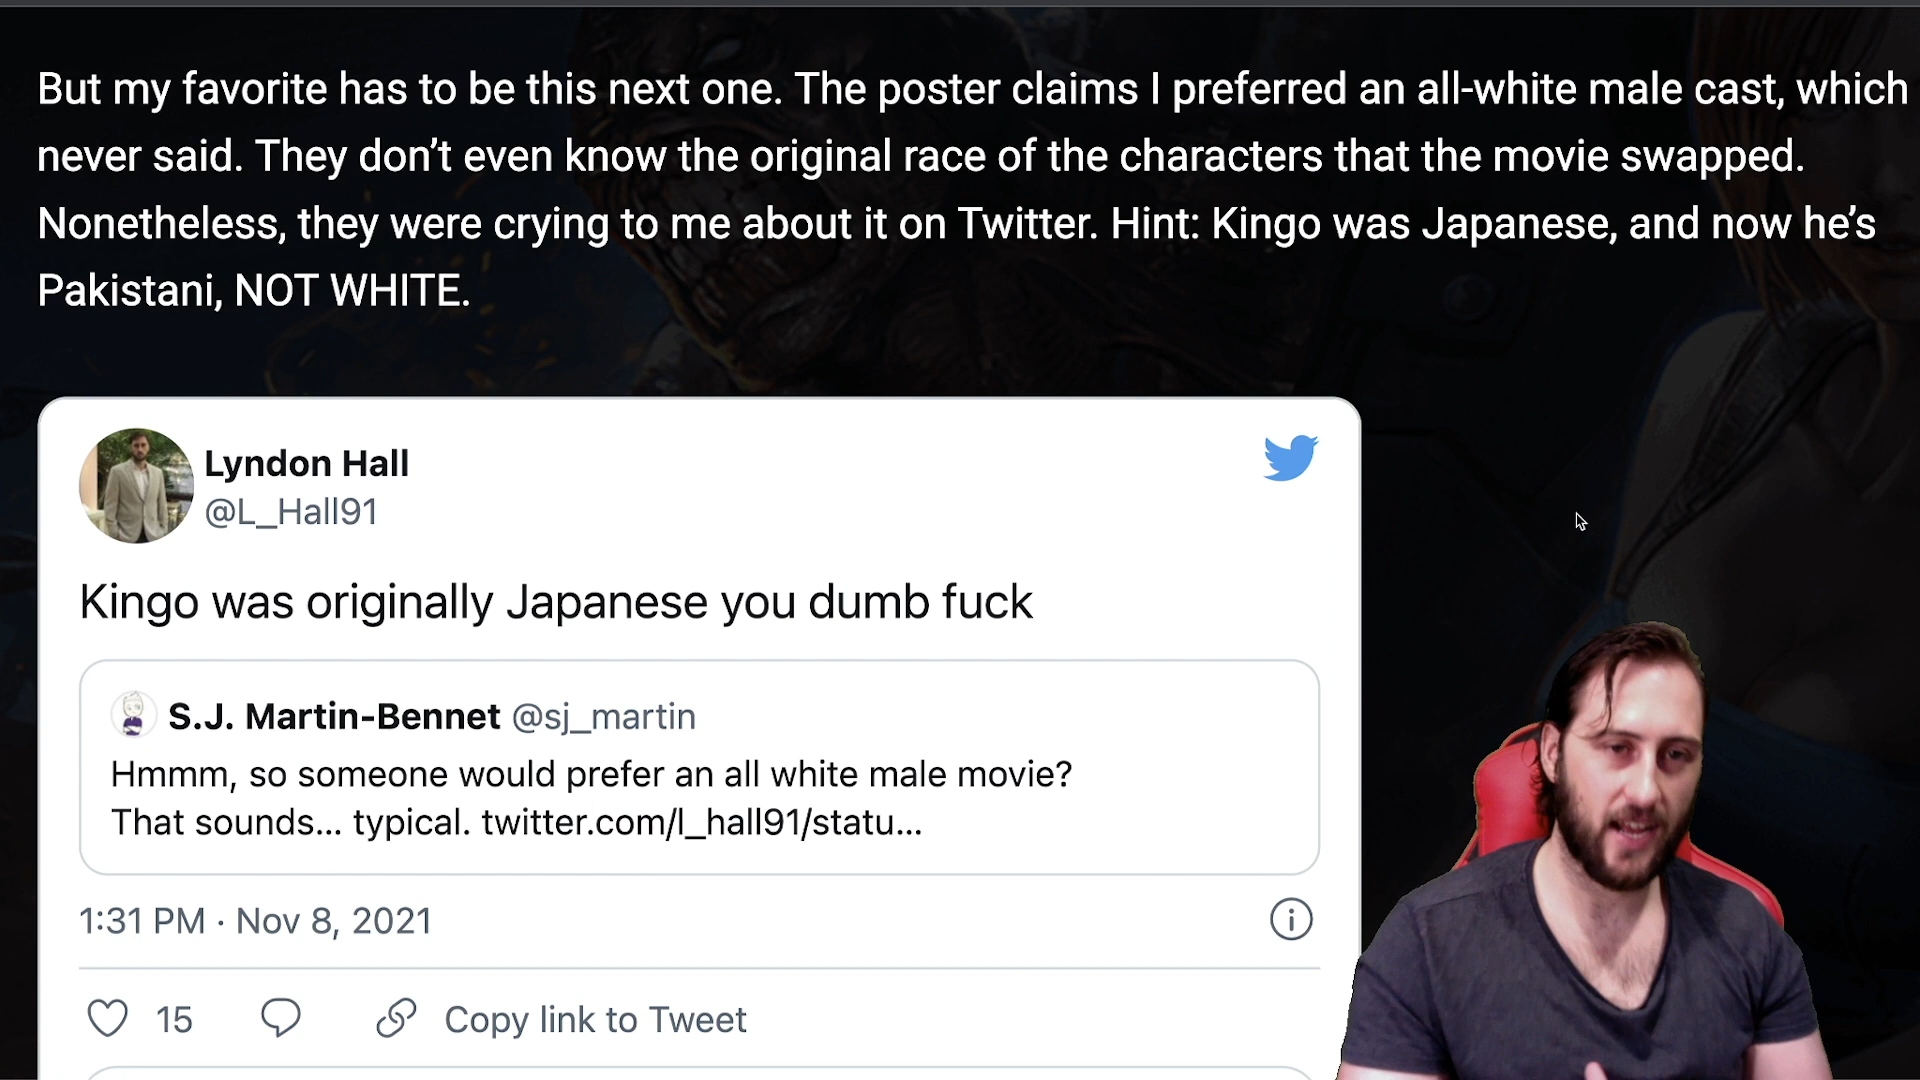 But my favorite has to be this next one. The poster claims I preferred an all-white male cast, which
never said. They don't even know the original race of the characters that the movie swapped.
Nonetheless, they were crying to me about it on Twitter. Hint: Kingo was Japanese, and now he's
Pakistani, NOT WHITE.
Lyndon Hall
@L_Hall91
Kingo was originally Japanese you dumb fuck
S.J. Martin-Bennet @sj_martin
Hmmm, so someone would prefer an all white male movie?
That sounds... typical. twitter.com/l_hall91/statu...
1:31 PM · Nov 8, 2021
15 Copy link to Tweet